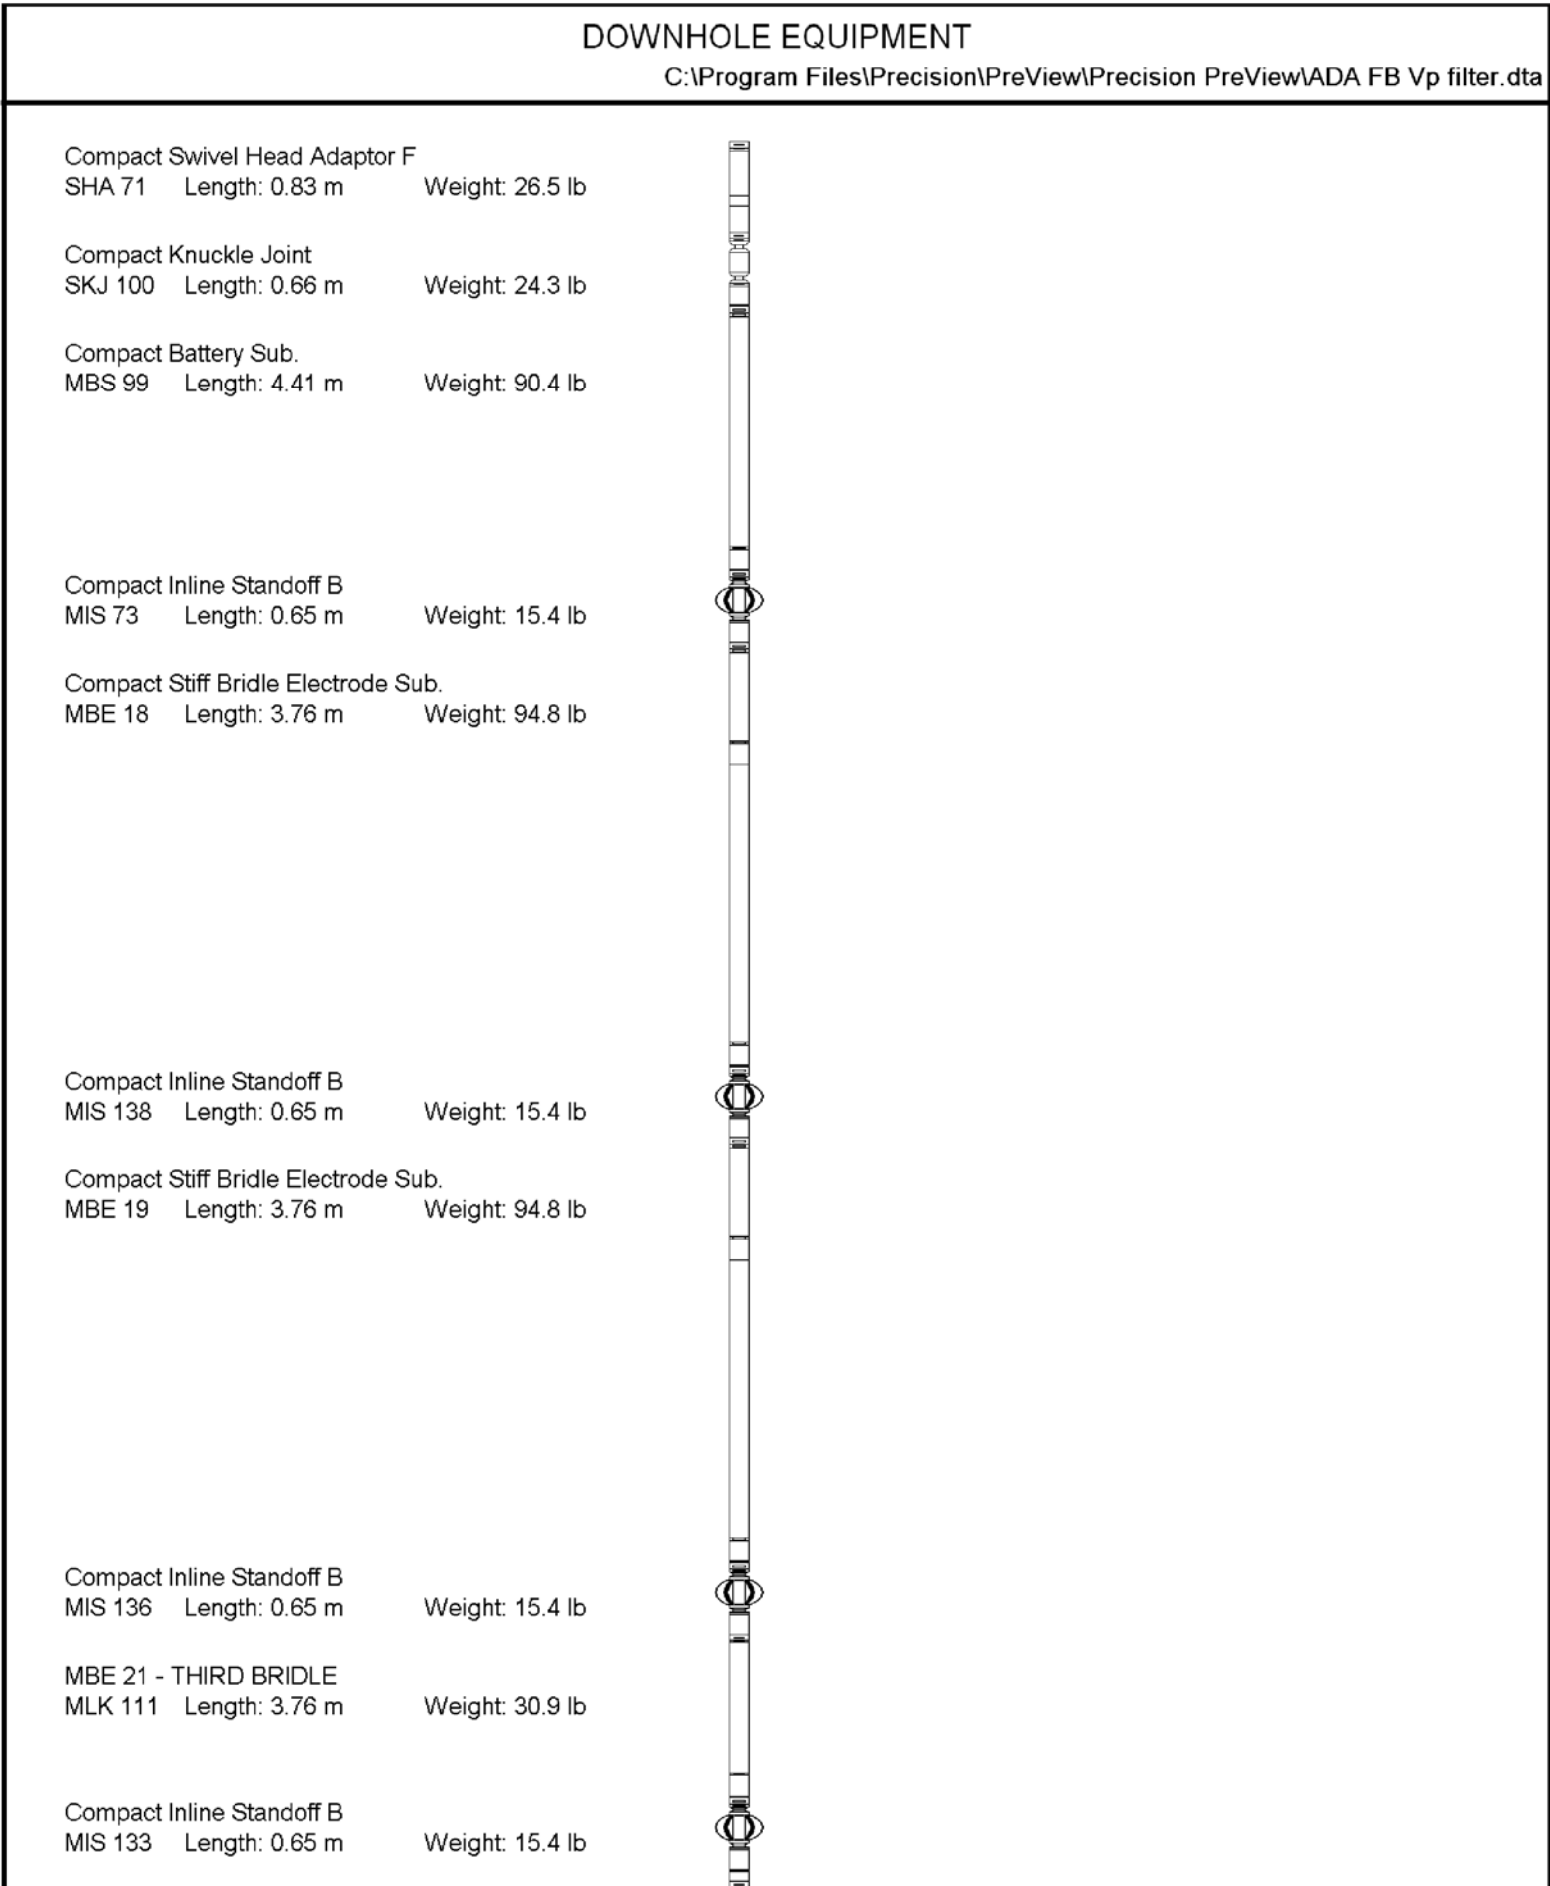 DOWNHOLE EQUIPMENT
C:\Program Files\Precision\PreView\Precision PreView\ADA FB Vp filter.dta
Compact Swivel Head Adaptor F
SHA 71 Length: 0.83 m Weight: 26.5 lb
Compact Knuckle Joint
SKJ 100 Length: 0.66 m Weight: 24.3 lb
Compact Battery Sub.
MBS 99 Length: 4.41 m Weight: 90.4 lb
Compact Inline Standoff B
MIS 73 Length: 0.65 m Weight: 15.4 lb
Compact Stiff Bridle Electrode Sub.
MBE 18 Length: 3.76 m Weight: 94.8 lb
Compact Inline Standoff B
MIS 138 Length: 0.65 m Weight: 15.4 lb
Compact Stiff Bridle Electrode Sub.
MBE 19 Length: 3.76 m Weight: 94.8 lb
Compact Inline Standoff B
MIS 136 Length: 0.65 m Weight: 15.4 lb
MBE 21 - THIRD BRIDLE
MLK 111 Length: 3.76 m Weight: 30.9 lb
Compact Inline Standoff B
MIS 133 Length: 0.65 m Weight: 15.4 lb